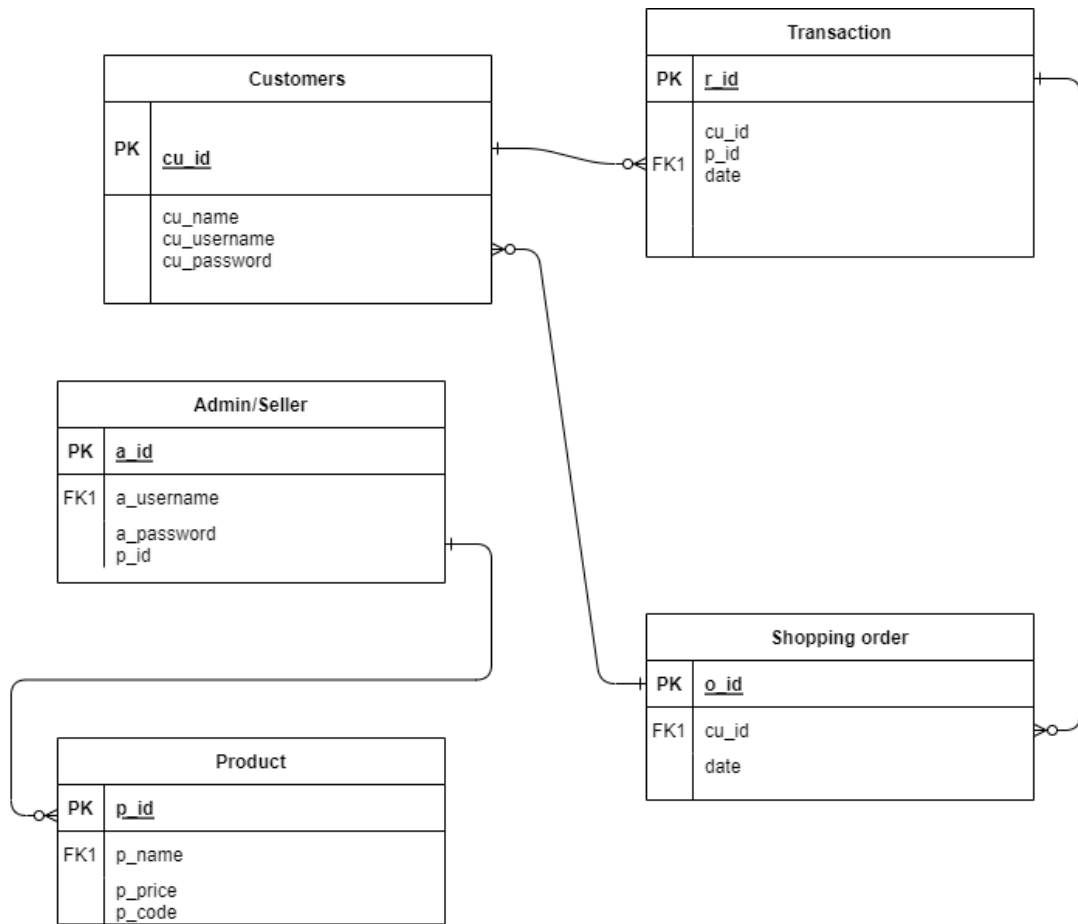 Customers
PK cu_id
cu_name
cu_username
cu_password
Transaction
PK r_id
cu_id
FK1 p_id
date
Admin/Seller
PK a_id
FK1 a_username
a_password
p_id
Shopping order
PK o_id
FK1 cu_id
date
Product
PK p_id
FK1 p_name
p_price
p_code